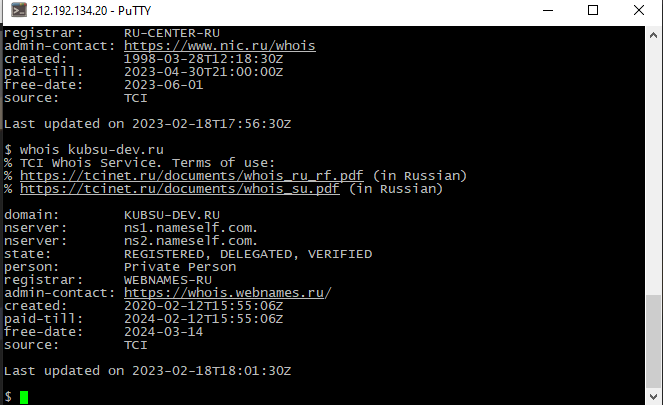 212.192.134.20 - PuTTY
registrar:     RU-CENTER-RU
admin-contact: https://www.nic.ru/whois
created:       1998-03-28T12:18:30Z
paid-till:     2023-04-30T21:00:00Z
free-date:     2023-06-01
source:        TCI
Last updated on 2023-02-18T17:56:30Z
$ whois kubsu-dev.ru
% TCI Whois Service. Terms of use:
% https://tcinet.ru/documents/whois_ru_rf.pdf (in Russian)
% https://tcinet.ru/documents/whois_su.pdf (in Russian)
domain:        KUBSU-DEV.RU
nserver:       ns1.nameself.com.
nserver:       ns2.nameself.com.
state:         REGISTERED, DELEGATED, VERIFIED
person:        Private Person
registrar:     WEBNAMES-RU
admin-contact: https://whois.webnames.ru/
created:       2020-02-12T15:55:06Z
paid-till:     2024-02-12T15:55:06Z
free-date:     2024-03-14
source:        TCI
Last updated on 2023-02-18T18:01:30Z
$